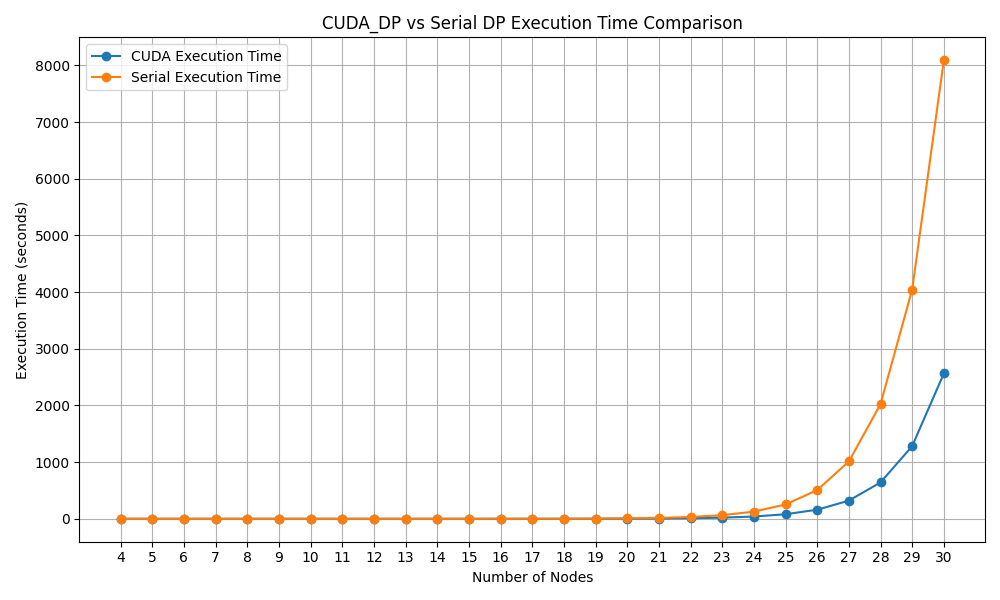 CUDA_DP vs Serial DP Execution Time Comparison
CUDA Execution Time
Serial Execution Time
Execution Time (seconds)
8000
7000
6000
5000
4000
3000
2000
1000
0
4 5 6 7 8 9 10 11 12 13 14 15 16 17 18 19 20 21 22 23 24 25 26 27 28 29 30
Number of Nodes